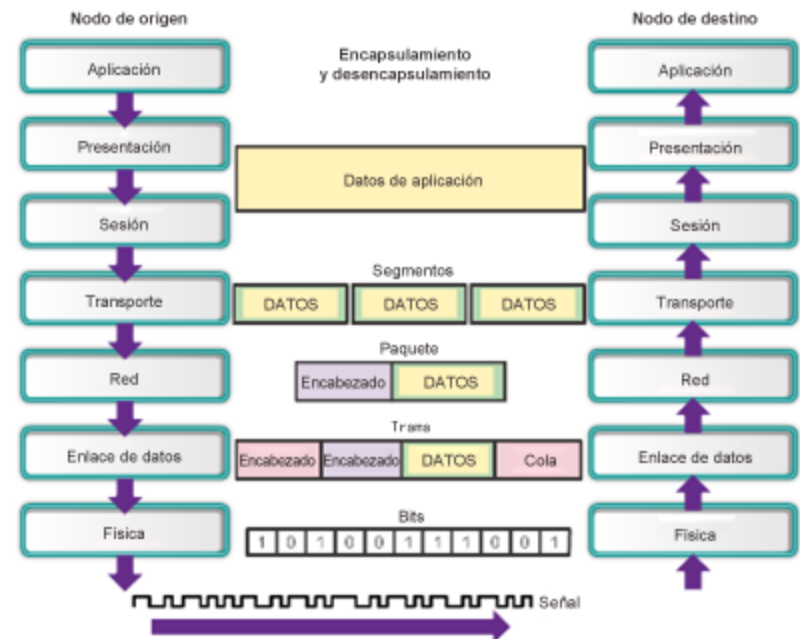 Nodo de origen
Nodo de destino
Encapsulamiento
y desencapsulamiento
Aplicación
Aplicación
Presentación
Presentación
Datos de aplicación
Sesión
Sesión
Segmentos
Transporte
DATOS DATOS DATOS
Transporte
Paquete
Red
Encabezado DATOS
Red
Trama
Enlace de datos
Encabezado Encabezado DATOS Cola
Enlace de datos
Bits
Física
1 0 1 0 0 1 1 1 0 0 1
Física
Señal